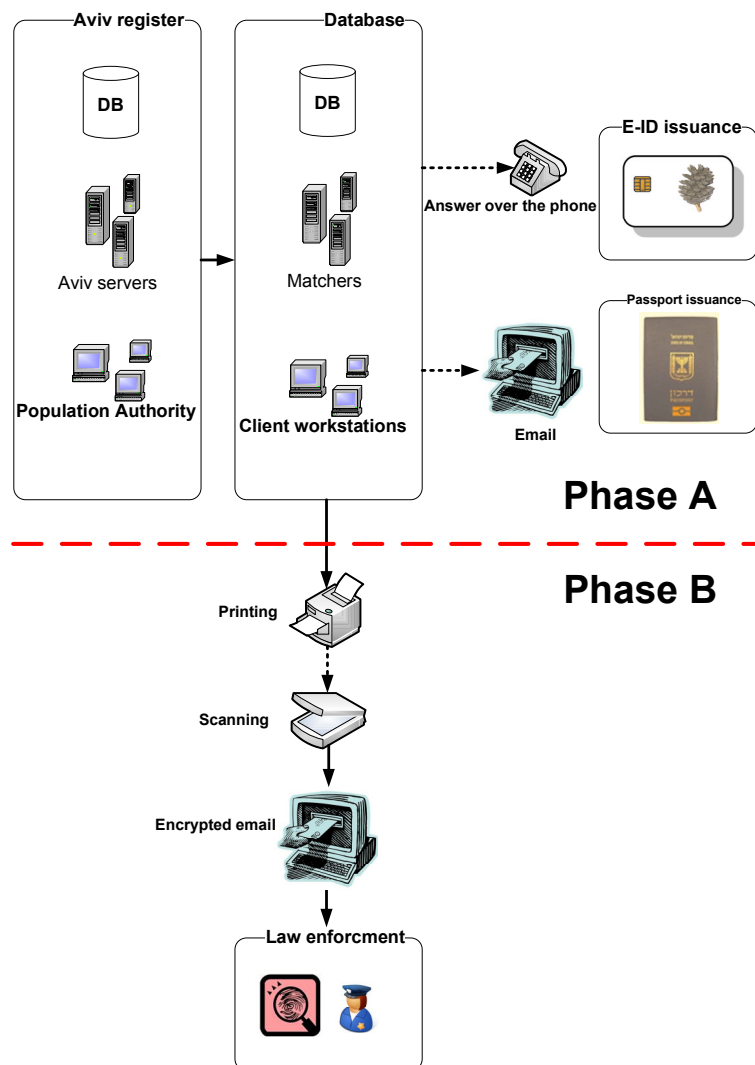 Aviv register
DB
Aviv servers
Population Authority
Database
DB
Matchers
Client workstations
Answer over the phone
E-ID issuance
Email
Passport issuance
דרכון
Phase A
Phase B
Printing
Scanning
Encrypted email
Law enforcment